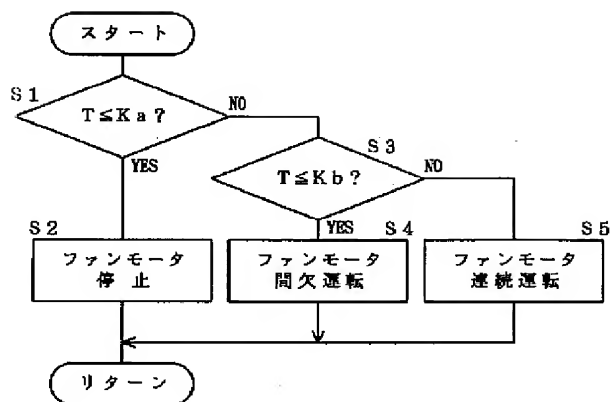 スタート
S1
T≦Ka?
NO
YES
S3
T≦Kb?
NO
YES
S2
ファンモータ
停止
S4
ファンモータ
間欠運転
S5
ファンモータ
連続運転
リターン